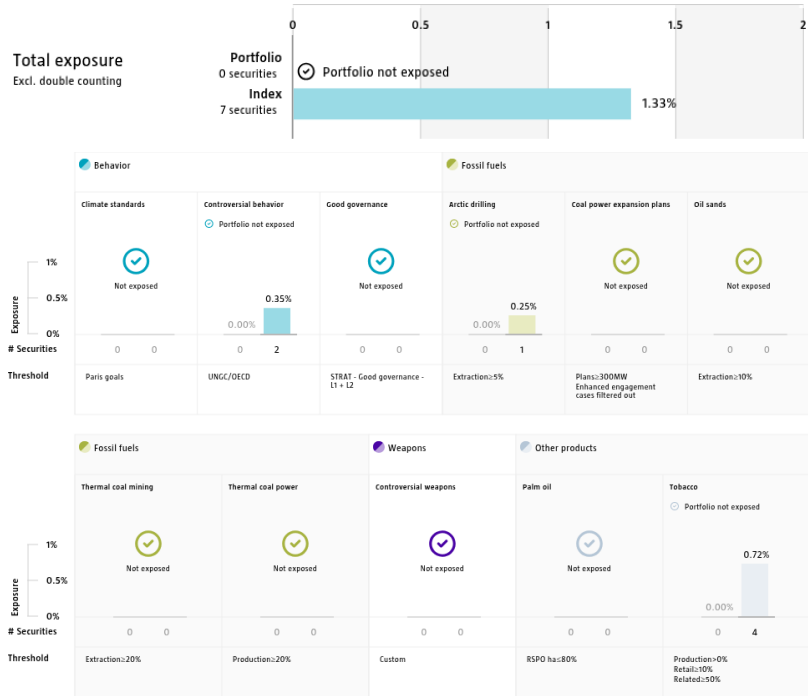 0 0.5 1 1.5 2
Total exposure
Excl. double counting
Portfolio
0 securities
Portfolio not exposed
Index
7 securities
1.33%
Behavior
Fossil fuels
Climate standards
Controversial behavior
Good governance
Arctic drilling
Coal power expansion plans
Oil sands
Portfolio not exposed
Portfolio not exposed
Not exposed
Not exposed
Not exposed
Not exposed
Exposure
1%
0.5%
0%
0.00%
0.35%
0.00%
0.25%
# Securities
0 0
0 2
0 0
0 1
0 0
0 0
Threshold
Paris goals
UNGC/OECD
STRAT - Good governance -
L1 + L2
Extraction≥5%
Plans≥300MW
Enhanced engagement
cases filtered out
Extraction≥10%
Fossil fuels
Weapons
Other products
Thermal coal mining
Thermal coal power
Controversial weapons
Palm oil
Tobacco
Portfolio not exposed
Not exposed
Not exposed
Not exposed
Not exposed
Exposure
1%
0.5%
0%
0.00%
0.72%
# Securities
0 0
0 0
0 0
0 0
0 4
Threshold
Extraction≥20%
Production≥20%
Custom
RSPO ha≤80%
Production>0%
Retail≥10%
Related≥50%